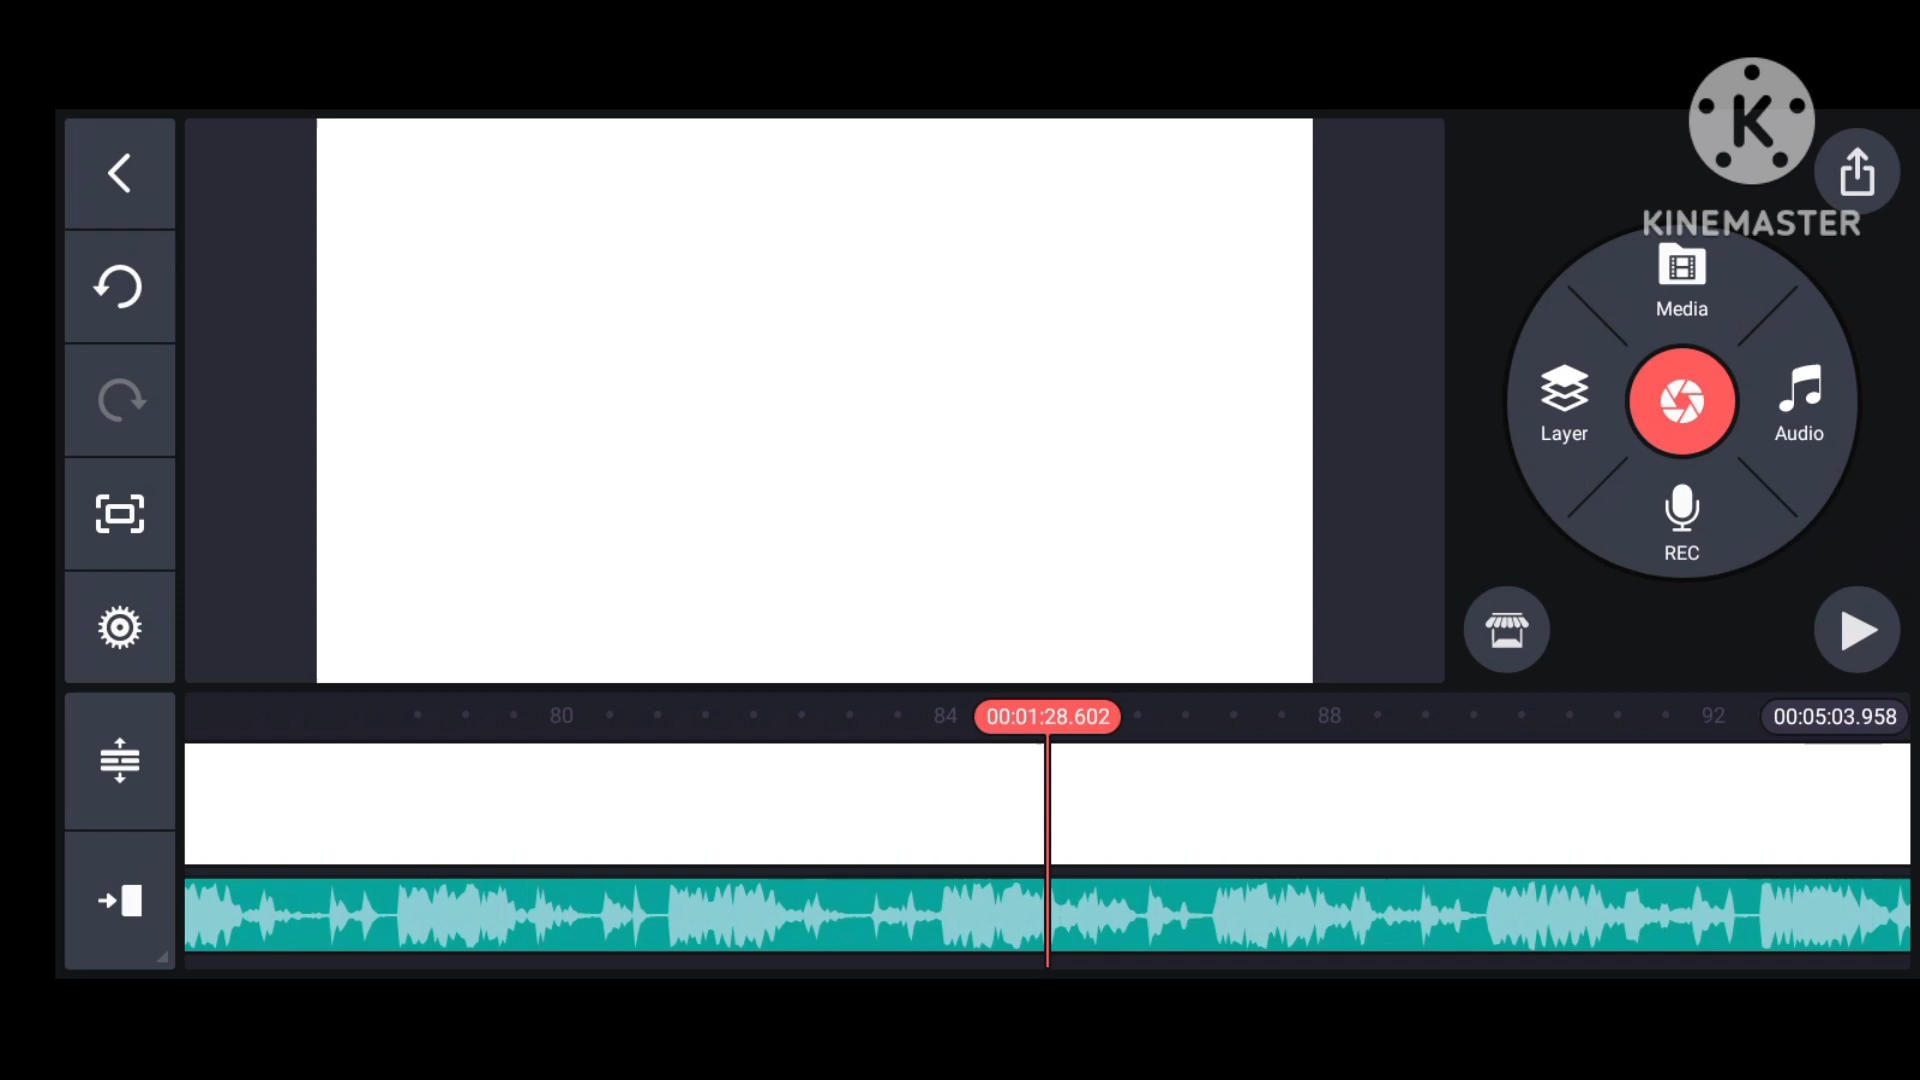 K
KINEMASTER
Media
Layer
Audio
REC
80
84
00:01:28.602
88
92
00:05:03.958